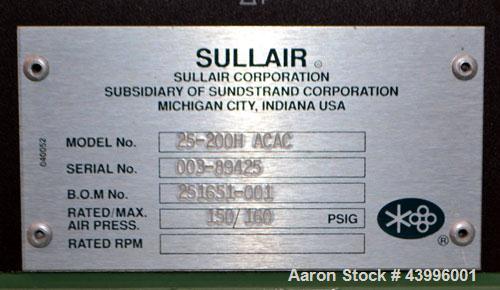 SULLAIR ®
SULLAIR CORPORATION
SUBSIDIARY OF SUNDSTRAND CORPORATION
MICHIGAN CITY, INDIANA USA
MODEL No. 25-200H ACAC
SERIAL No. 003-89425
B.O.M No. 251651-001
RATED/MAX. AIR PRESS. 150/160 PSIG
RATED RPM
®
040052
Aaron Stock # 43996001